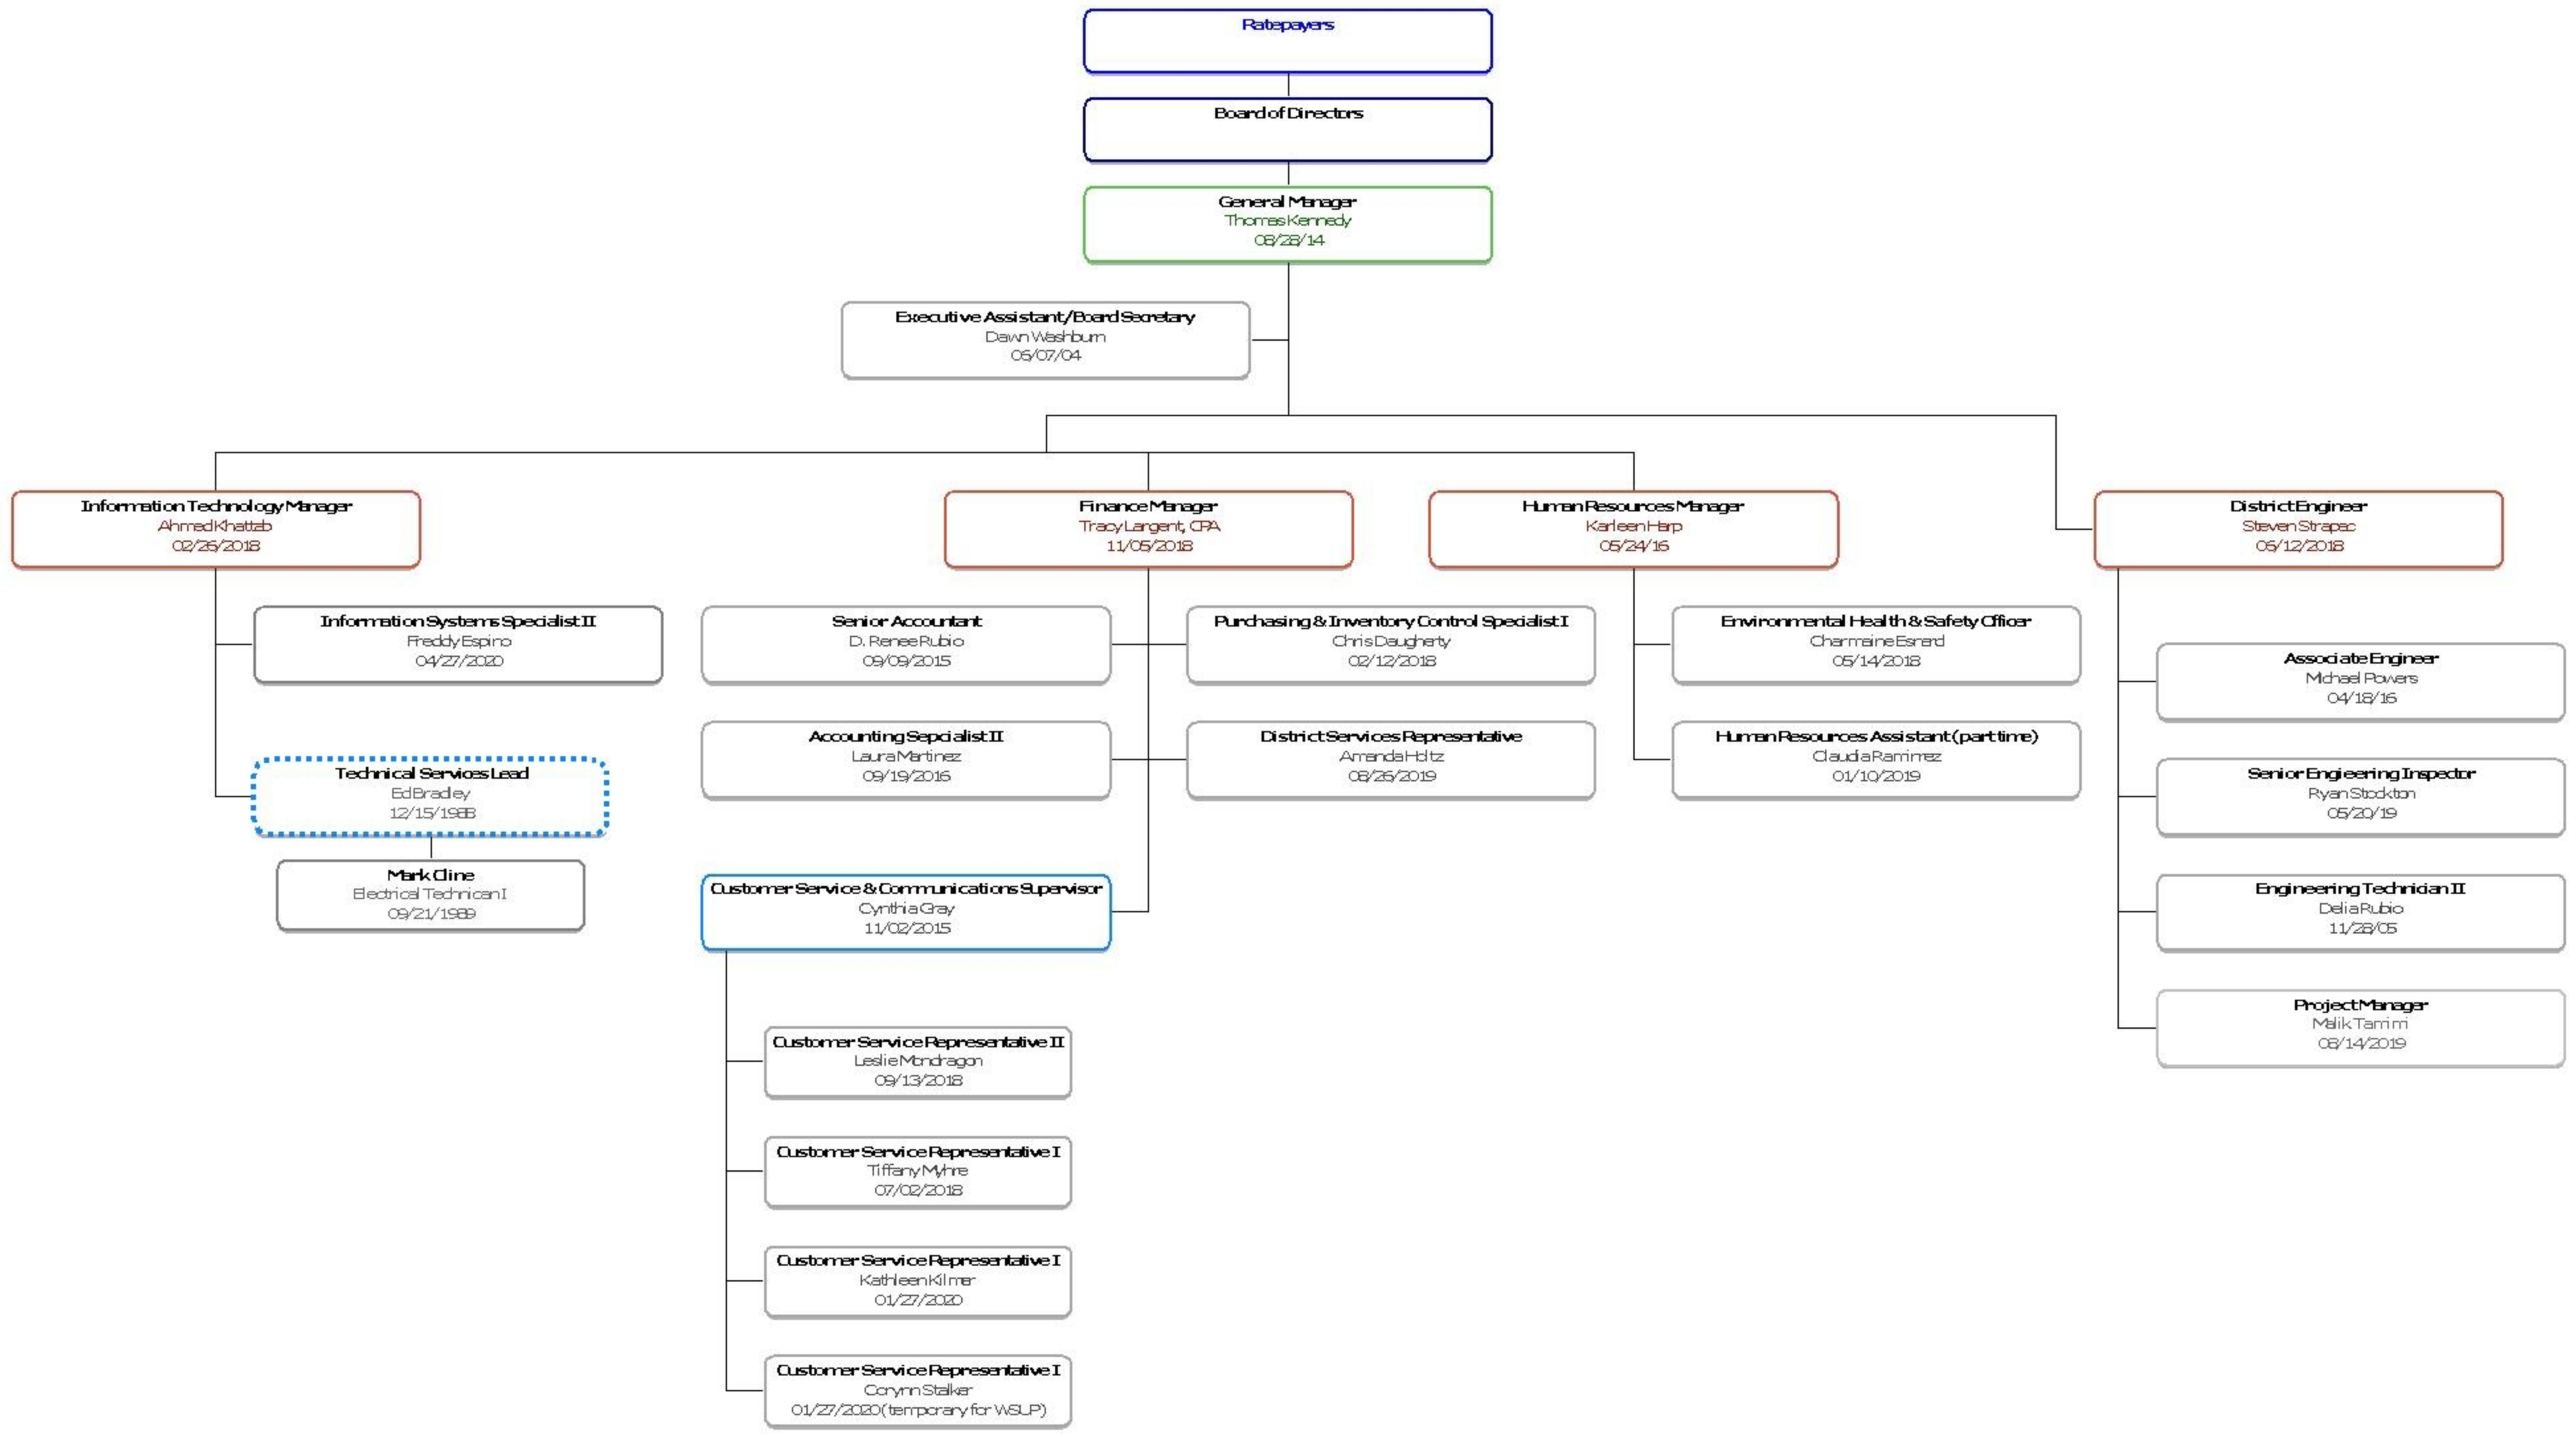 Ratepayers
Board of Directors
General Manager
Thomas Kennedy
08/28/14
Executive Assistant/Board Secretary
Dawn Washburn
06/07/04
Information Technology Manager
Ahmed Khattab
02/26/2018
Finance Manager
Tracy Largent, CPA
11/05/2018
Human Resources Manager
Karleen Harp
05/24/16
District Engineer
Steven Strapac
06/12/2018
Information Systems Specialist II
Freddy Espino
04/27/2020
Technical Services Lead
Ed Bradley
12/15/1988
Mark Cline
Electrical Technican I
09/21/1989
Senior Accountant
D. Renee Rubio
09/09/2015
Purchasing & Inventory Control Specialist I
Chris Daugherty
02/12/2018
Accounting Sepcialist II
Laura Martinez
09/19/2016
District Services Representative
Amanda Holtz
08/26/2019
Customer Service & Communications Supervisor
Cynthia Gray
11/02/2015
Customer Service Representative II
Leslie Mondragon
09/13/2018
Customer Service Representative I
Tiffany Myhre
07/02/2018
Customer Service Representative I
Kathleen Kilmer
01/27/2020
Customer Service Representative I
Corynn Stalker
01/27/2020 (temporary for WSLP)
Environmental Health & Safety Officer
Charmaine Esnard
05/14/2018
Human Resources Assistant (part time)
Claudia Ramirez
01/10/2019
Associate Engineer
Michael Powers
04/18/16
Senior Engieering Inspector
Ryan Stockton
05/20/19
Engineering Technician II
Delia Rubio
11/28/05
Project Manager
Malik Tamimi
08/14/2019